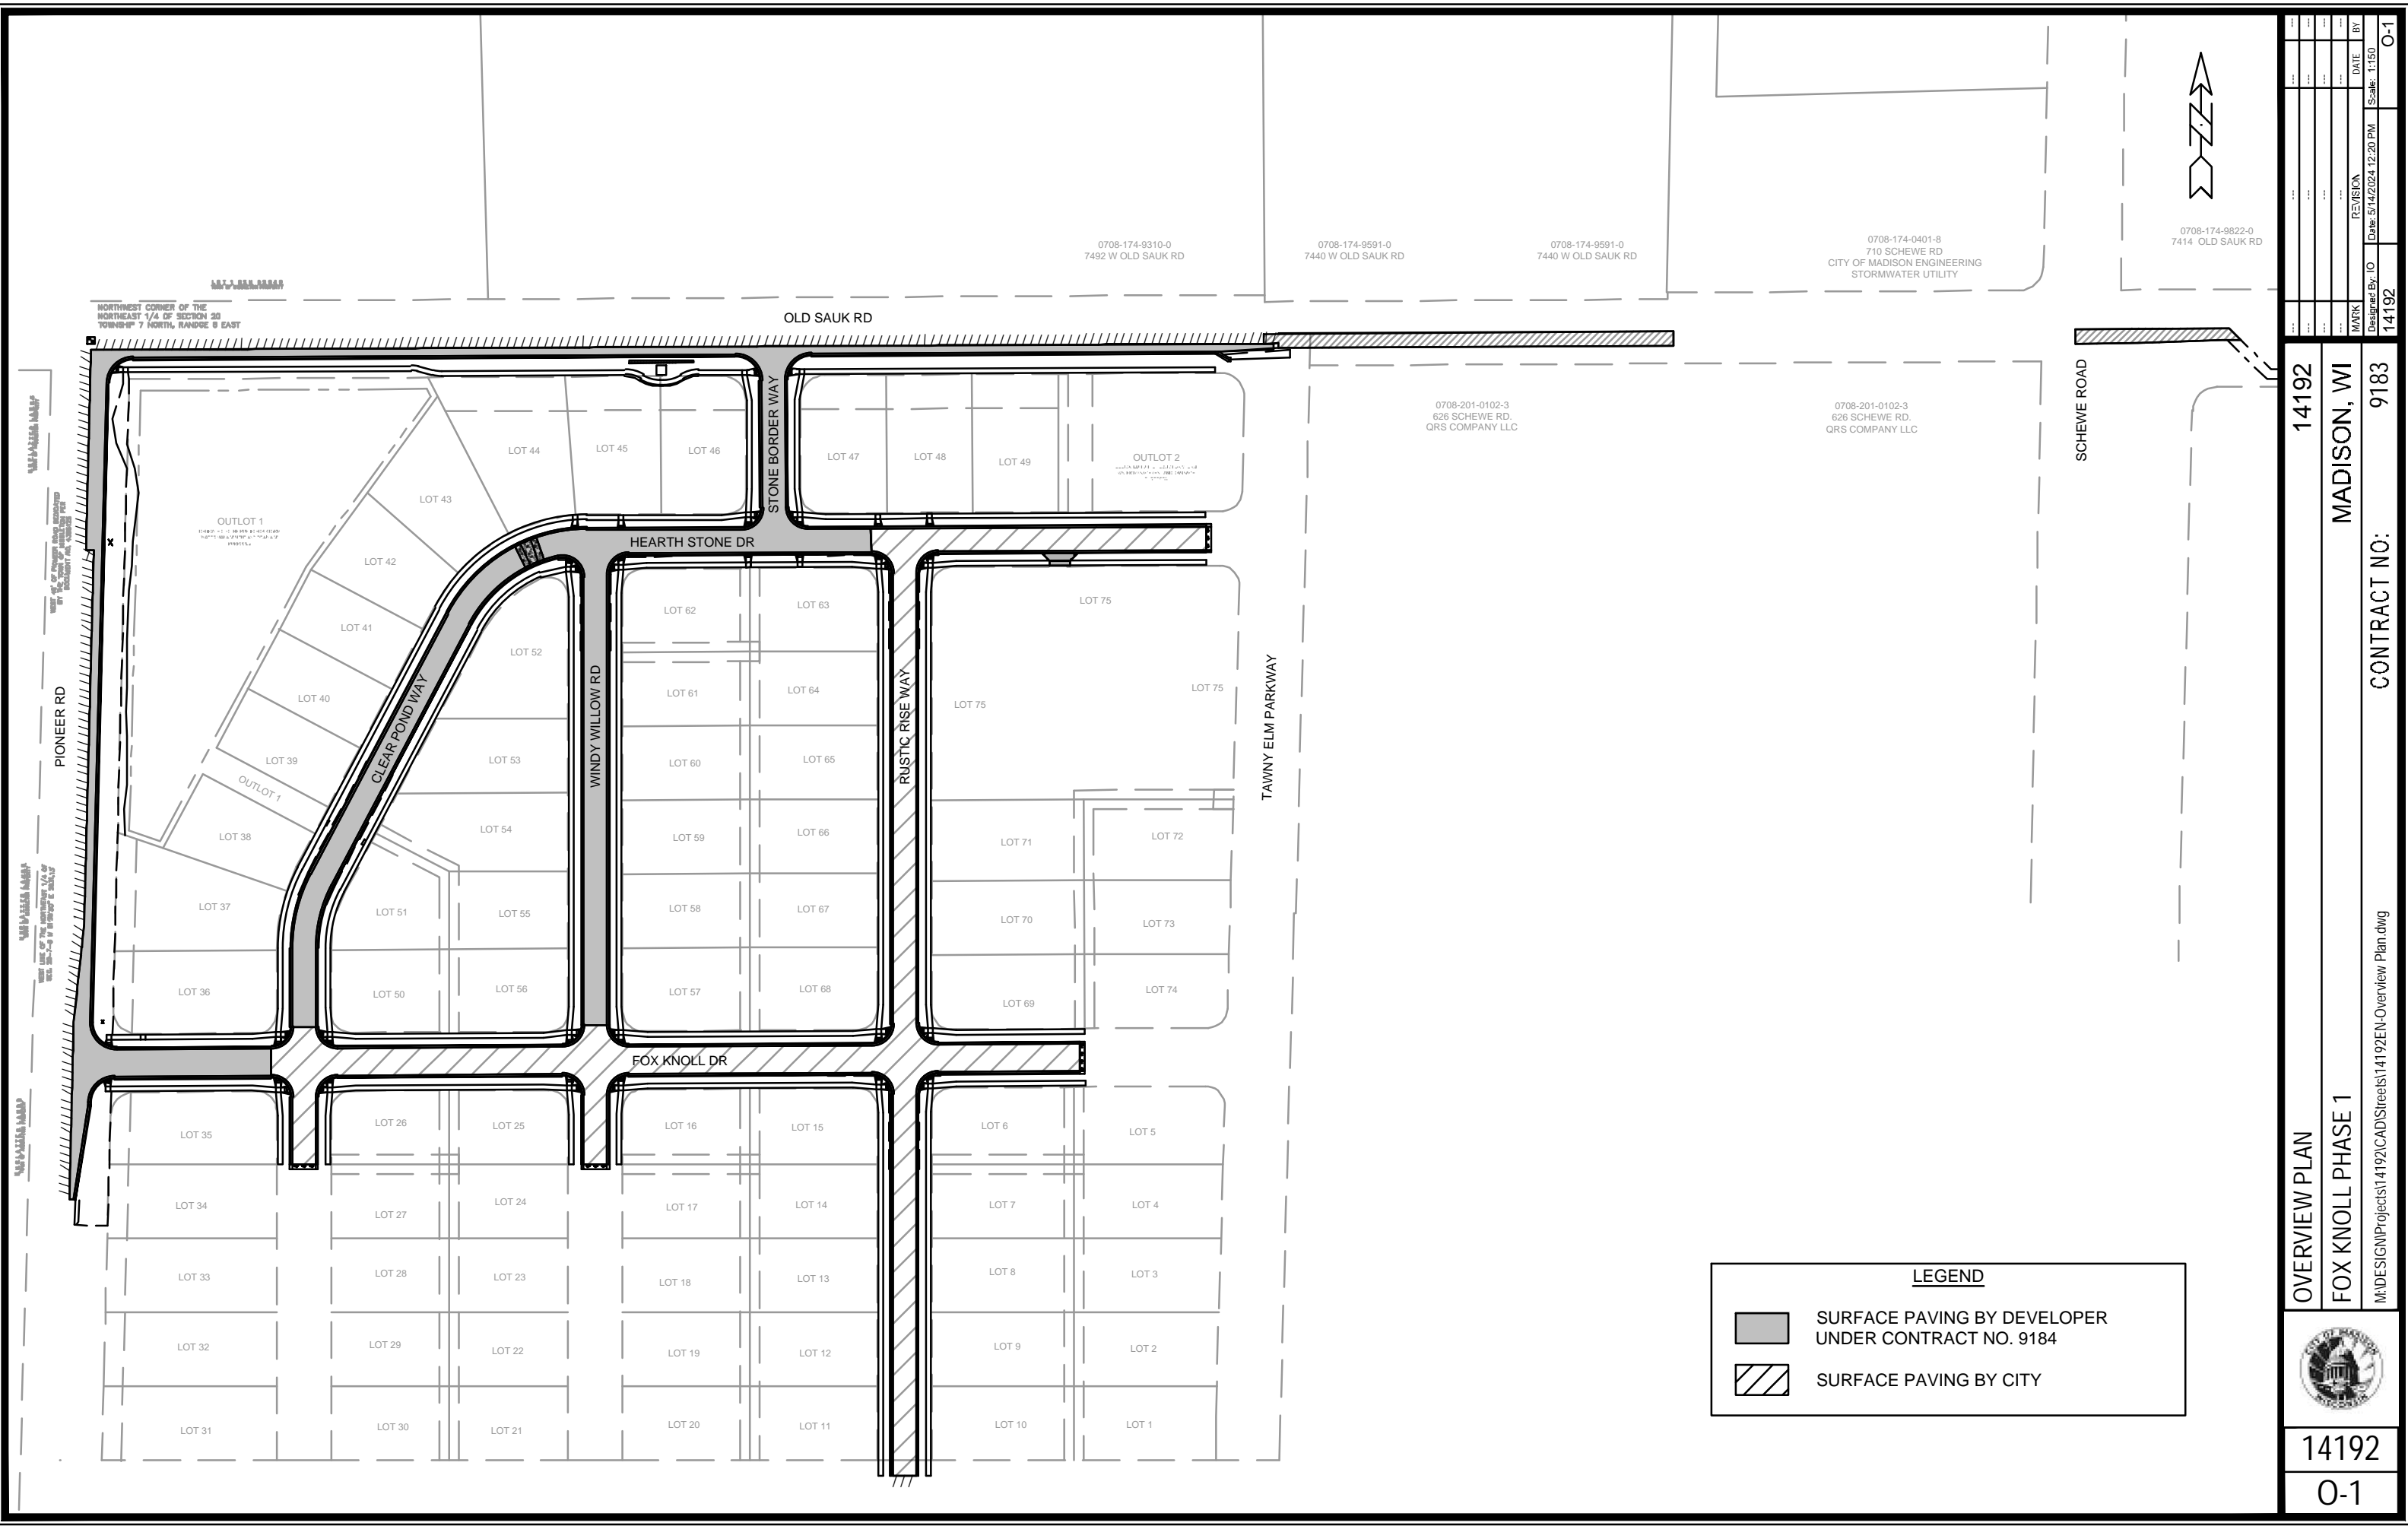 0708-174-9310-0
7492 W OLD SAUK RD
0708-174-9591-0
7440 W OLD SAUK RD
0708-174-9591-0
7440 W OLD SAUK RD
0708-174-0401-8
710 SCHEWE RD
CITY OF MADISON ENGINEERING
STORMWATER UTILITY
0708-174-9822-0
7414 OLD SAUK RD
NORTHWEST CORNER OF THE
NORTHEAST 1/4 OF SECTION 20
TOWNSHIP 7 NORTH, RANDGE 8 EAST
OLD SAUK RD
PIONEER RD
STONE BORDER WAY
SCHEWE ROAD
0708-201-0102-3
626 SCHEWE RD.
QRS COMPANY LLC
0708-201-0102-3
626 SCHEWE RD.
QRS COMPANY LLC
LOT 44
LOT 45
LOT 46
LOT 47
LOT 48
LOT 49
OUTLOT 2
LOT 43
OUTLOT 1
HEARTH STONE DR
LOT 42
LOT 62
LOT 63
LOT 75
LOT 41
LOT 52
LOT 61
LOT 64
LOT 75
LOT 75
LOT 40
CLEAR POND WAY
WINDY WILLOW RD
RUSTIC RISE WAY
TAWNY ELM PARKWAY
LOT 39
OUTLOT 1
LOT 53
LOT 60
LOT 65
LOT 38
LOT 54
LOT 59
LOT 66
LOT 71
LOT 72
LOT 37
LOT 51
LOT 55
LOT 58
LOT 67
LOT 70
LOT 73
LOT 36
LOT 50
LOT 56
LOT 57
LOT 68
LOT 69
LOT 74
FOX KNOLL DR
LOT 35
LOT 26
LOT 25
LOT 16
LOT 15
LOT 6
LOT 5
LOT 34
LOT 27
LOT 24
LOT 17
LOT 14
LOT 7
LOT 4
LOT 33
LOT 28
LOT 23
LOT 18
LOT 13
LOT 8
LOT 3
LOT 32
LOT 29
LOT 22
LOT 19
LOT 12
LOT 9
LOT 2
LOT 31
LOT 30
LOT 21
LOT 20
LOT 11
LOT 10
LOT 1
LEGEND
SURFACE PAVING BY DEVELOPER
UNDER CONTRACT NO. 9184
SURFACE PAVING BY CITY
MARK REVISION DATE BY
Designed By: IO Date: 5/14/2024 12:20 PM Scale: 1:150
14192 O-1
OVERVIEW PLAN 14192
FOX KNOLL PHASE 1 MADISON, WI
M:\DESIGN\Projects\14192\CAD\Streets\14192EN-Overview Plan.dwg CONTRACT NO: 9183
CITY OF MADISON
WISCONSIN
14192
O-1